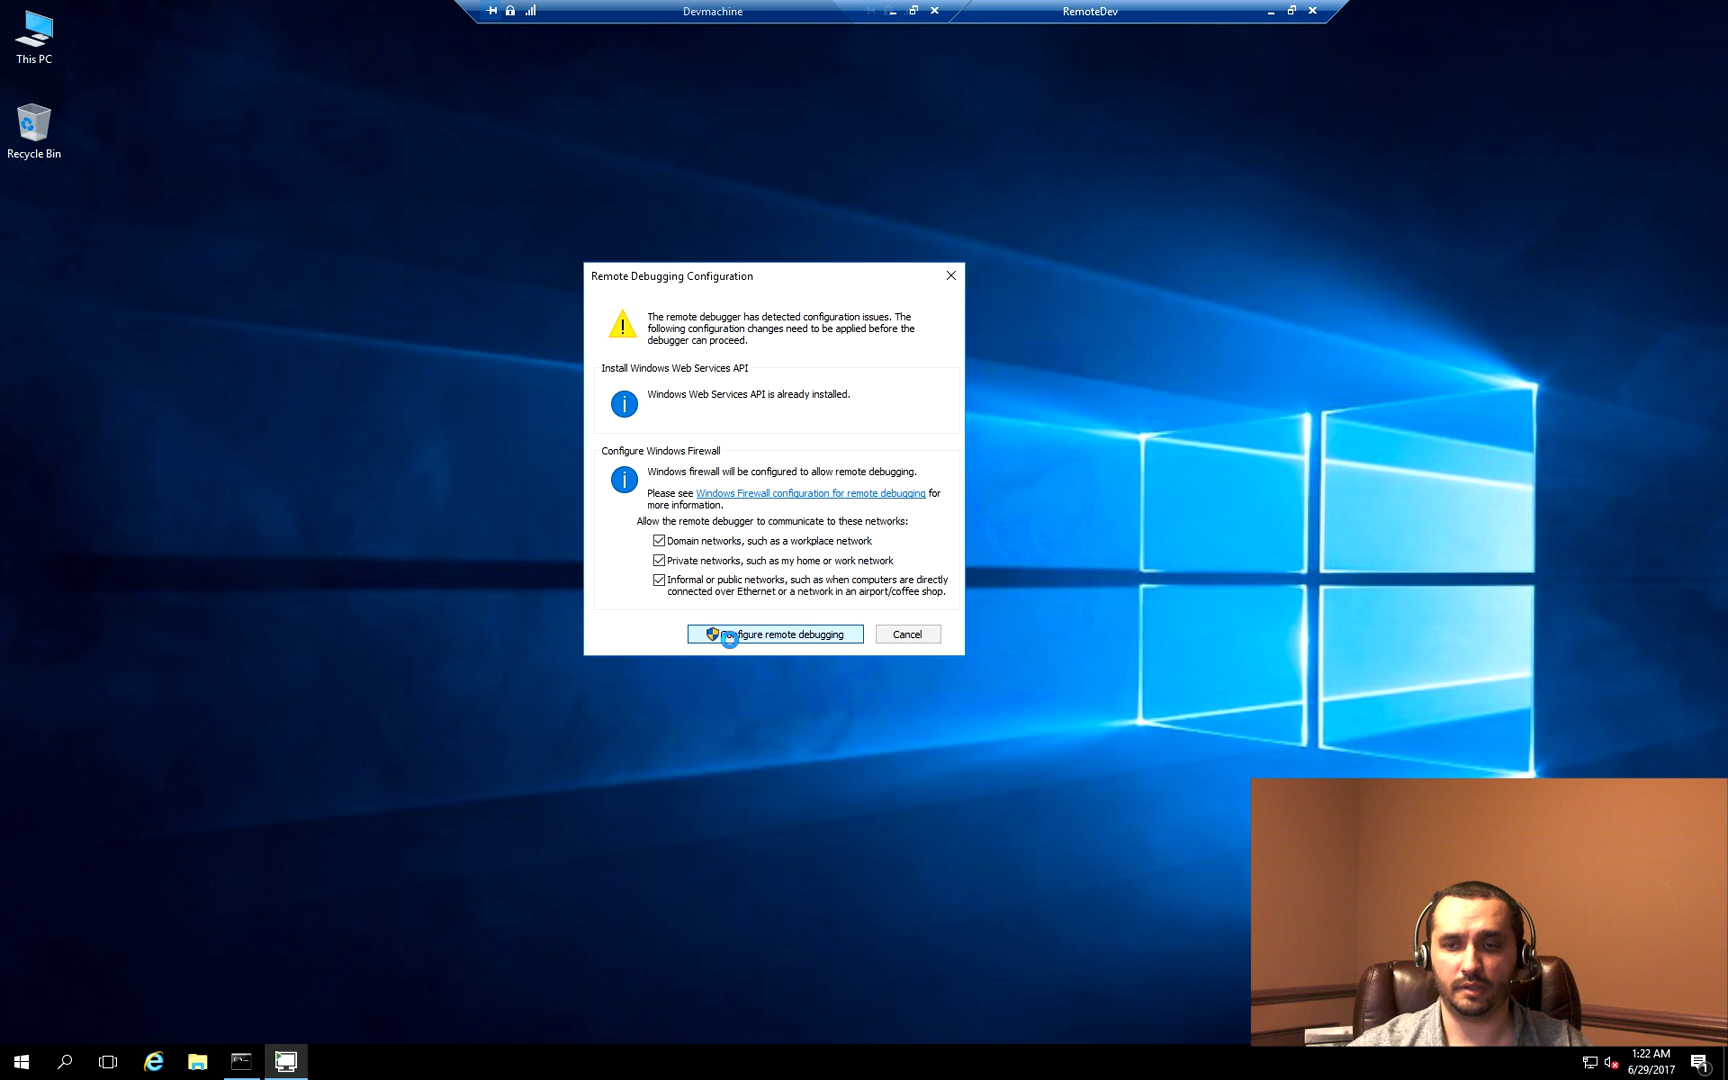 Devmachine
RemoteDev
This PC
Recycle Bin
Remote Debugging Configuration
The remote debugger has detected configuration issues. The
following configuration changes need to be applied before the
debugger can proceed.
Install Windows Web Services API
Windows Web Services API is already installed.
Configure Windows Firewall
Windows firewall will be configured to allow remote debugging.
Please see Windows Firewall configuration for remote debugging for
more information.
Allow the remote debugger to communicate to these networks:
Domain networks, such as a workplace network
Private networks, such as my home or work network
Informal or public networks, such as when computers are directly
connected over Ethernet or a network in an airport/coffee shop.
Configure remote debugging
Cancel
1:22 AM
6/29/2017
1